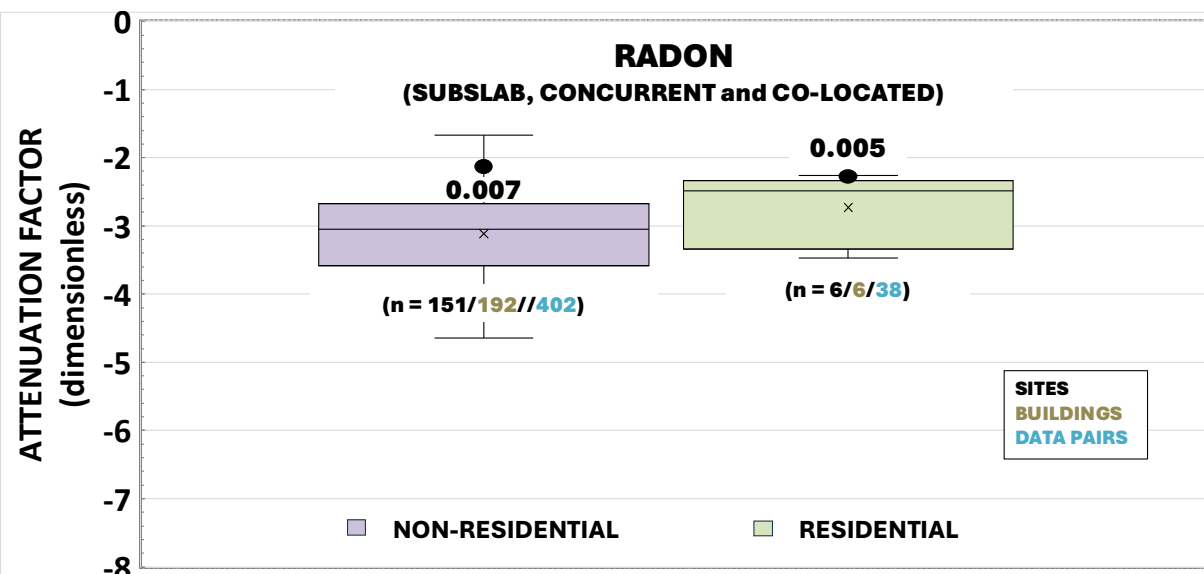 RADON
(SUBSLAB, CONCURRENT and CO-LOCATED)
ATTENUATION FACTOR
(dimensionless)
0
-1
-2
-3
-4
-5
-6
-7
-8
0.007
0.005
(n = 151/192//402)
(n = 6/6/38)
SITES
BUILDINGS
DATA PAIRS
NON-RESIDENTIAL
RESIDENTIAL